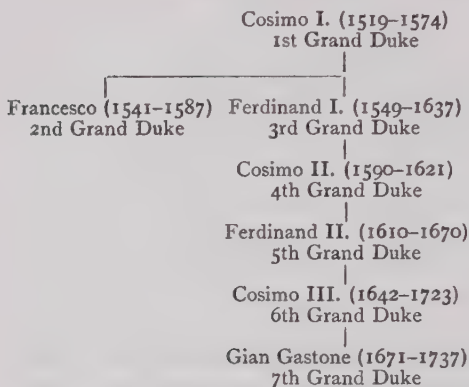 Cosimo I. (1519–1574)
1st Grand Duke
Francesco (1541–1587)
2nd Grand Duke
Ferdinand I. (1549–1637)
3rd Grand Duke
Cosimo II. (1590–1621)
4th Grand Duke
Ferdinand II. (1610–1670)
5th Grand Duke
Cosimo III. (1642–1723)
6th Grand Duke
Gian Gastone (1671–1737)
7th Grand Duke